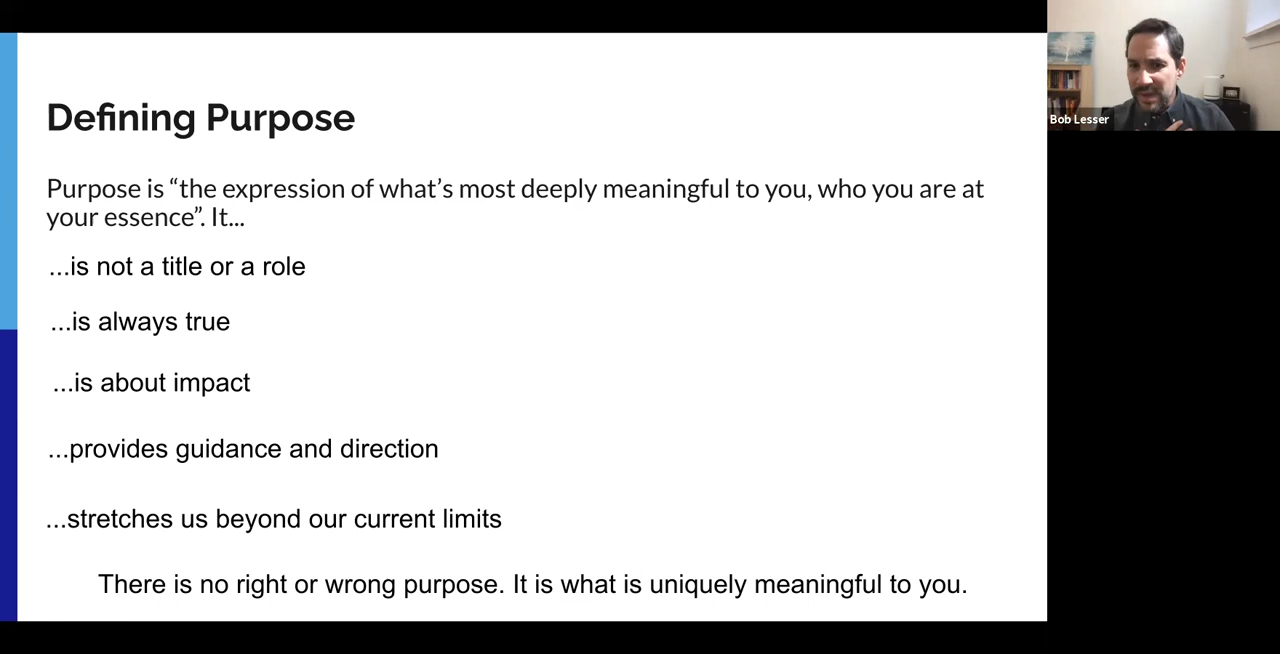 Defining Purpose
Purpose is “the expression of what’s most deeply meaningful to you, who you are at
your essence”. It...
...is not a title or a role
...is always true
...is about impact
...provides guidance and direction
...stretches us beyond our current limits
There is no right or wrong purpose. It is what is uniquely meaningful to you.
Bob Lesser